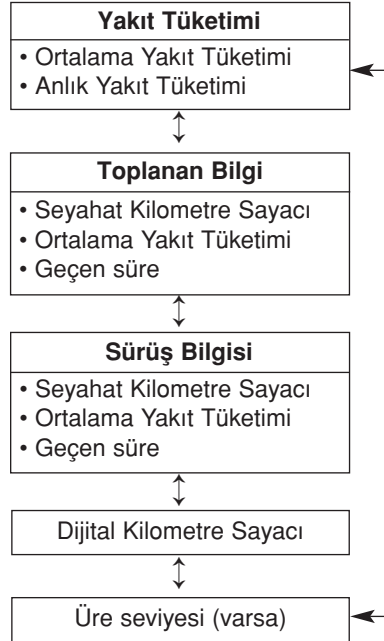 Yakıt Tüketimi
• Ortalama Yakıt Tüketimi
• Anlık Yakıt Tüketimi
Toplanan Bilgi
• Seyahat Kilometre Sayacı
• Ortalama Yakıt Tüketimi
• Geçen süre
Sürüş Bilgisi
• Seyahat Kilometre Sayacı
• Ortalama Yakıt Tüketimi
• Geçen süre
Dijital Kilometre Sayacı
Üre seviyesi (varsa)